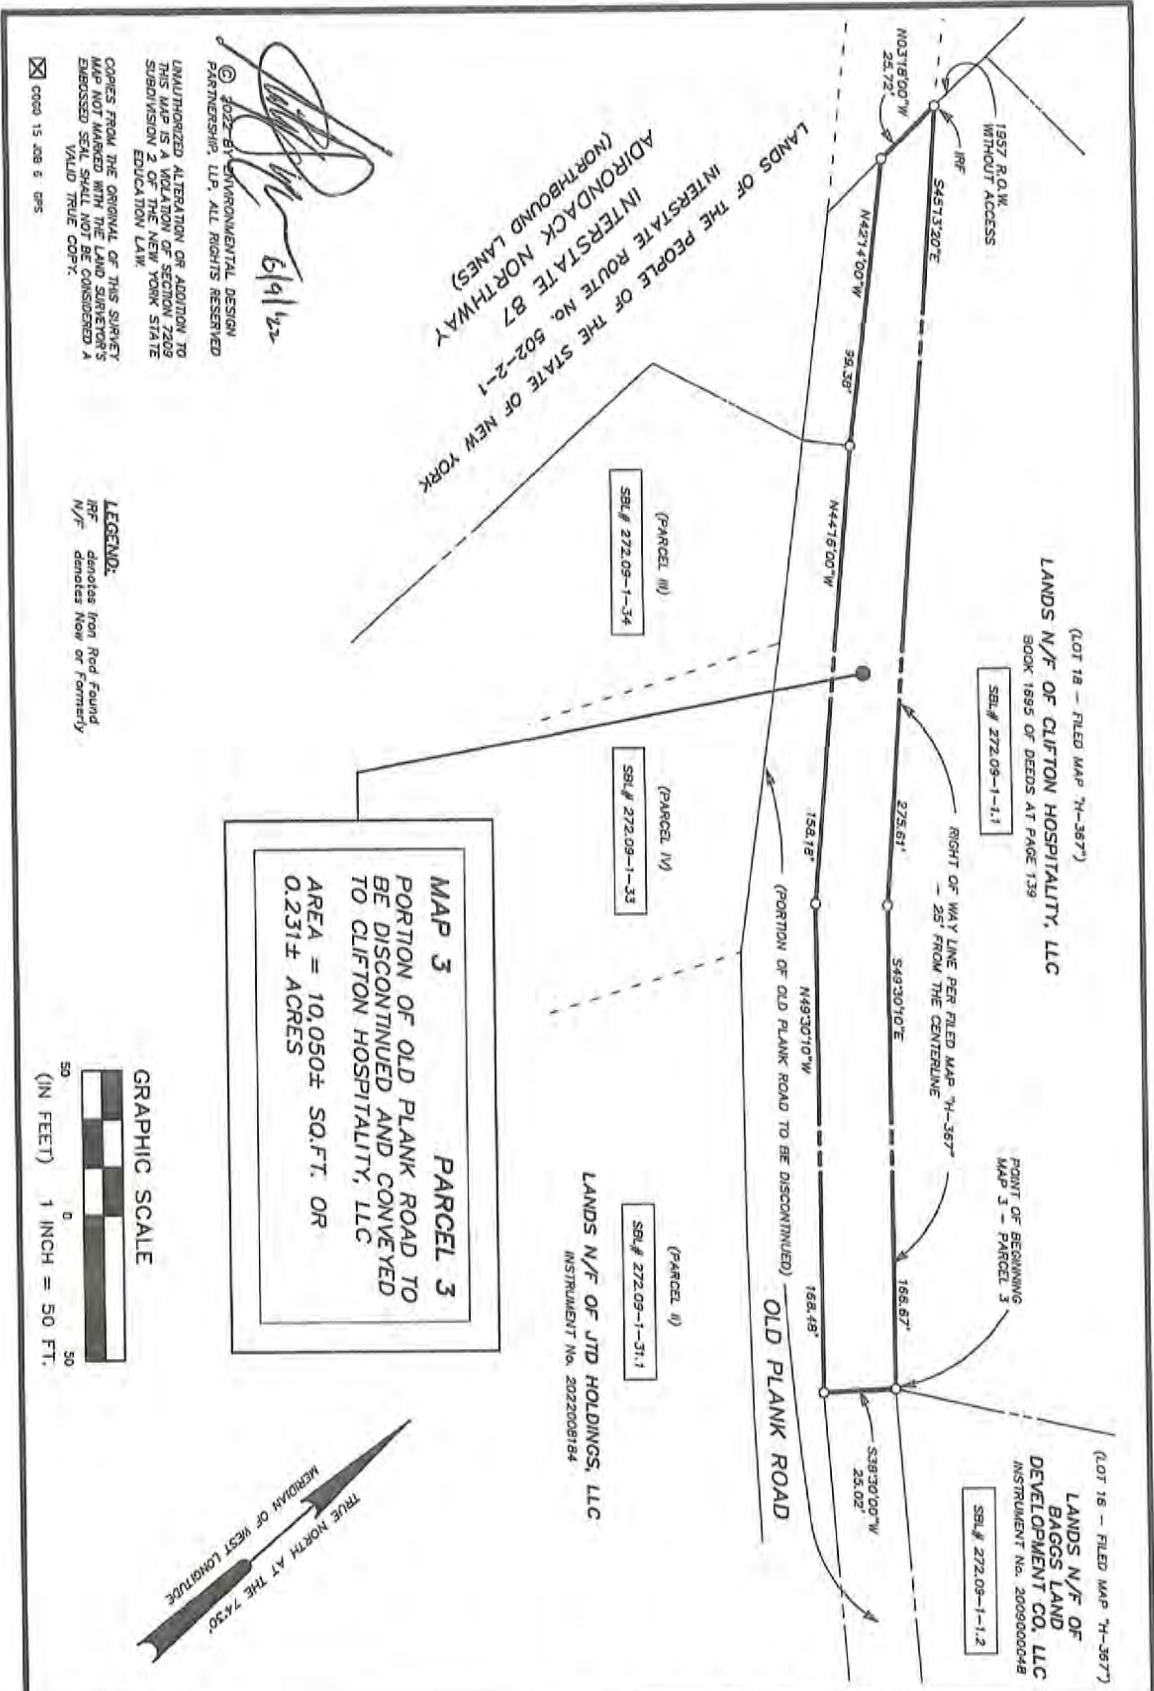 N03°18'00"W
25.72'
1957 R.O.W.
WITHOUT ACCESS
IRF
S45°13'20"E
N42°14'00"W
99.38'
N44°16'00"W
158.18'
275.61'
S49°30'10"E
N49°30'10"W
166.67'
168.48'
S38°30'00"W
25.02'
(LOT 18 - FILED MAP "H-367")
LANDS N/F OF CLIFTON HOSPITALITY, LLC
BOOK 1695 OF DEEDS AT PAGE 139
SBL# 272.09-1-1.1
RIGHT OF WAY LINE PER FILED MAP "H-367"
- 25' FROM THE CENTERLINE
POINT OF BEGINNING
MAP 3 - PARCEL 3
(LOT 16 - FILED MAP "H-367")
LANDS N/F OF
BAGGS LAND
DEVELOPMENT CO, LLC
INSTRUMENT No. 2009000048
SBL# 272.09-1-1.2
LANDS OF THE PEOPLE OF THE STATE OF NEW YORK
INTERSTATE ROUTE No. 502-2-1
INTERSTATE 87
ADIRONDACK NORTHWAY
(NORTHBOUND LANES)
(PARCEL III)
SBL# 272.09-1-34
(PARCEL IV)
SBL# 272.09-1-33
(PORTION OF OLD PLANK ROAD TO BE DISCONTINUED)
OLD PLANK ROAD
(PARCEL II)
SBL# 272.09-1-31.1
LANDS N/F OF JTD HOLDINGS, LLC
INSTRUMENT No. 2022008184
MAP 3 PARCEL 3
PORTION OF OLD PLANK ROAD TO
BE DISCONTINUED AND CONVEYED
TO CLIFTON HOSPITALITY, LLC
AREA = 10,050± SQ.FT. OR
0.231± ACRES
6/9/22
© 2022 BY ENVIRONMENTAL DESIGN
PARTNERSHIP, LLP, ALL RIGHTS RESERVED
UNAUTHORIZED ALTERATION OR ADDITION TO
THIS MAP IS A VIOLATION OF SECTION 7209
SUBDIVISION 2 OF THE NEW YORK STATE
EDUCATION LAW.
COPIES FROM THE ORIGINAL OF THIS SURVEY
MAP NOT MARKED WITH THE LAND SURVEYOR'S
EMBOSSED SEAL SHALL NOT BE CONSIDERED A
VALID TRUE COPY.
COGO 15 JOB 6 GPS
LEGEND:
IRF denotes Iron Rod Found
N/F denotes Now or Formerly
GRAPHIC SCALE
50 0 50
(IN FEET) 1 INCH = 50 FT.
TRUE NORTH AT THE 74°30'
MERIDIAN OF WEST LONGITUDE